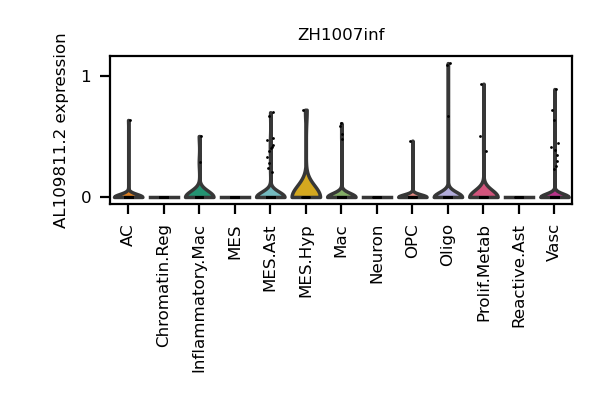 ZH1007inf
AL109811.2 expression
1
0
AC
Chromatin.Reg
Inflammatory.Mac
MES
MES.Ast
MES.Hyp
Mac
Neuron
OPC
Oligo
Prolif.Metab
Reactive.Ast
Vasc